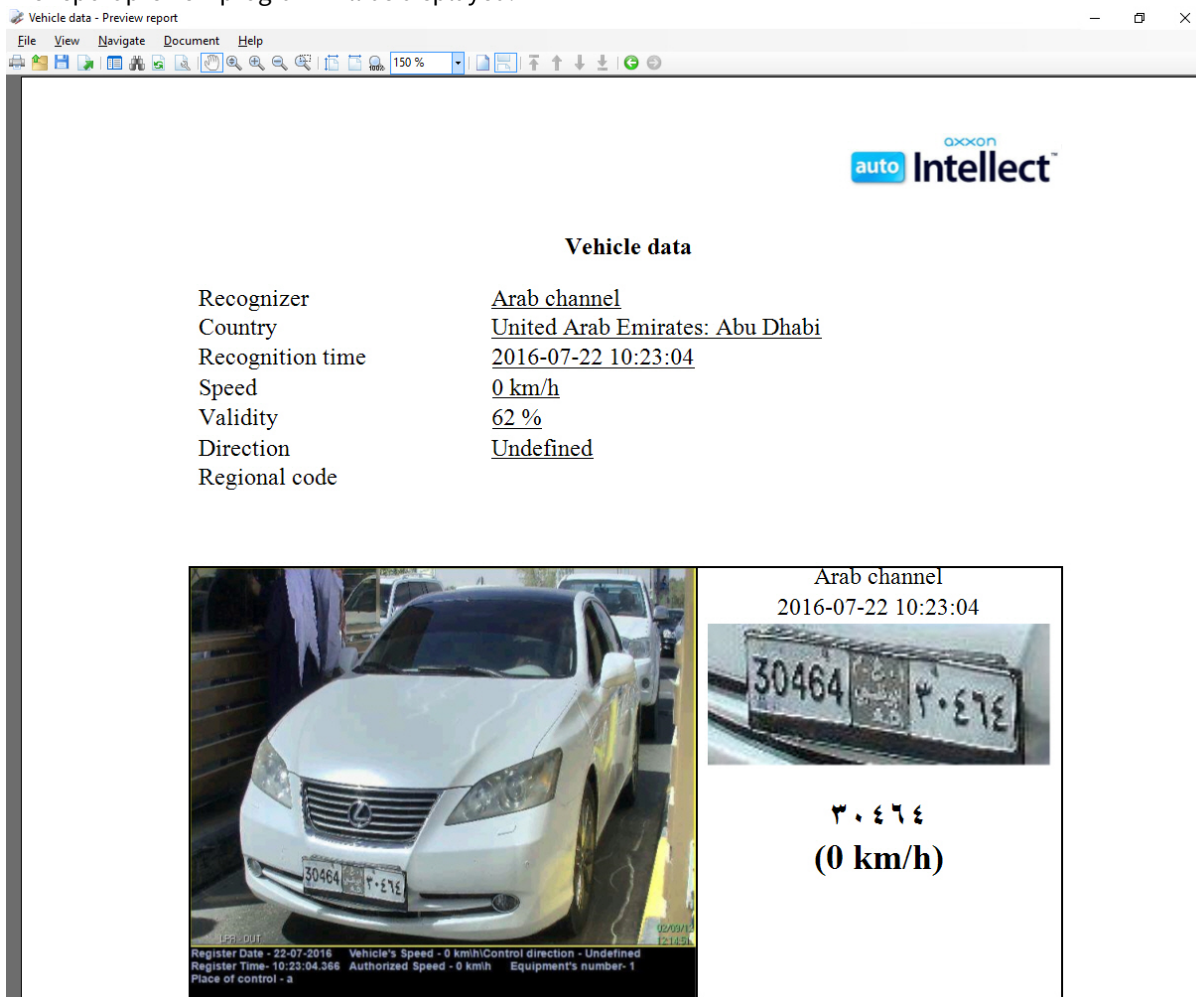 Vehicle data - Preview report
File View Navigate Document Help
150 %
axxon
auto Intellect™
Vehicle data
Recognizer Arab channel
Country United Arab Emirates: Abu Dhabi
Recognition time 2016-07-22 10:23:04
Speed 0 km/h
Validity 62 %
Direction Undefined
Regional code
Arab channel
2016-07-22 10:23:04
30464 ٣٠٤٦٤
٣٠٤٦٤
(0 km/h)
30464 ٣٠٤٦٤
LPR - OUT
12:14:51
Register Date - 22-07-2016 Vehicle's Speed - 0 km\h\Control direction - Undefined
Register Time- 10:23:04.366 Authorized Speed - 0 km\h Equipment's number- 1
Place of control - a